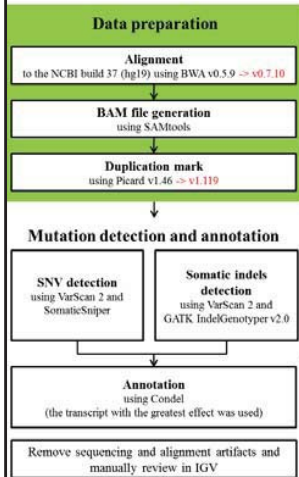 Data preparation
Alignment
to the NCBI build 37 (hg19) using BWA v0.5.9 -> v0.7.10
BAM file generation
using SAMtools
Duplication mark
using Picard v1.46 -> v1.119
Mutation detection and annotation
SNV detection
using VarScan 2 and
SomaticSniper
Somatic indels
detection
using VarScan 2 and
GATK IndelGenotyper v2.0
Annotation
using Condel
(the transcript with the greatest effect was used)
Remove sequencing and alignment artifacts and
manually review in IGV